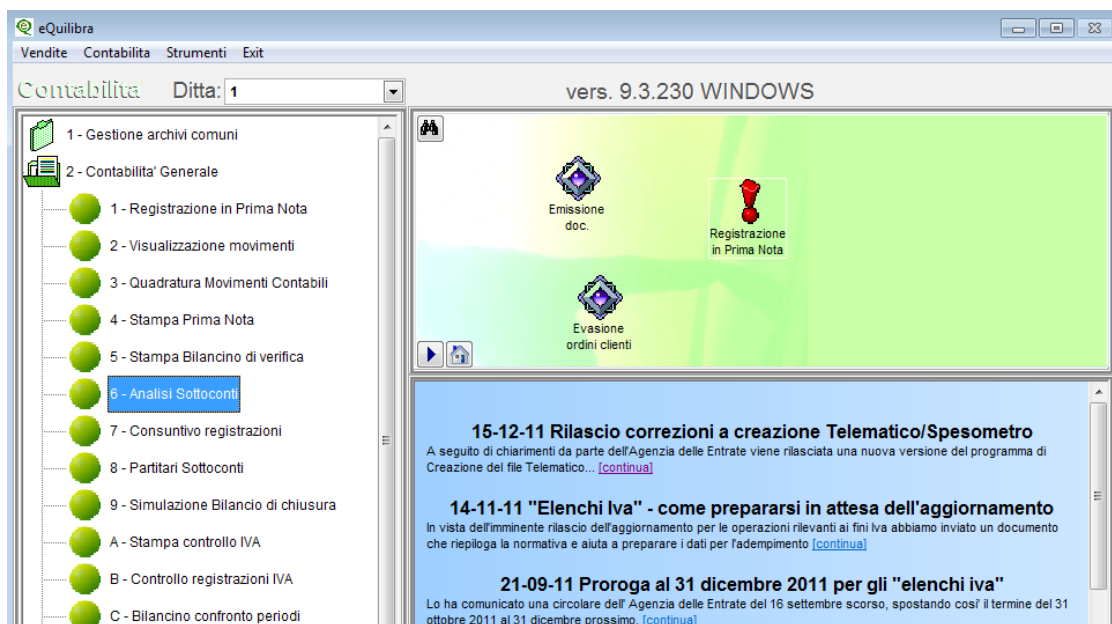 eQuilibra
Vendite Contabilita Strumenti Exit
Contabilita Ditta: 1 vers. 9.3.230 WINDOWS
1 - Gestione archivi comuni
2 - Contabilita' Generale
1 - Registrazione in Prima Nota
2 - Visualizzazione movimenti
3 - Quadratura Movimenti Contabili
4 - Stampa Prima Nota
5 - Stampa Bilancino di verifica
6 - Analisi Sottoconti
7 - Consuntivo registrazioni
8 - Partitari Sottoconti
9 - Simulazione Bilancio di chiusura
A - Stampa controllo IVA
B - Controllo registrazioni IVA
C - Bilancino confronto periodi
Emissione
doc.
Registrazione
in Prima Nota
Evasione
ordini clienti
15-12-11 Rilascio correzioni a creazione Telematico/Spesometro
A seguito di chiarimenti da parte dell'Agenzia delle Entrate viene rilasciata una nuova versione del programma di
Creazione del file Telematico... [continua]
14-11-11 "Elenchi Iva" - come prepararsi in attesa dell'aggiornamento
In vista dell'imminente rilascio dell'aggiornamento per le operazioni rilevanti ai fini Iva abbiamo inviato un documento
che riepiloga la normativa e aiuta a preparare i dati per l'adempimento [continua]
21-09-11 Proroga al 31 dicembre 2011 per gli "elenchi iva"
Lo ha comunicato una circolare dell' Agenzia delle Entrate del 16 settembre scorso, spostando cosi' il termine del 31
ottobre 2011 al 31 dicembre prossimo. [continua]